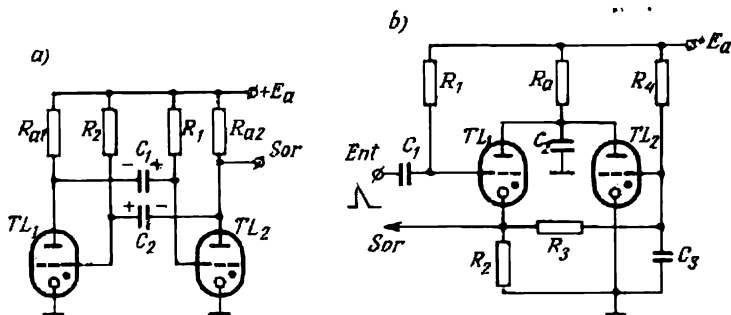 a)
+Ea
Ra1
R2
R1
Ra2
C1
Sor
- +
+ -
C2
TL1
TL2
b)
+Ea
R1
Ra
R4
C1
TL1
C2
TL2
Ent
Sor
R3
R2
C3